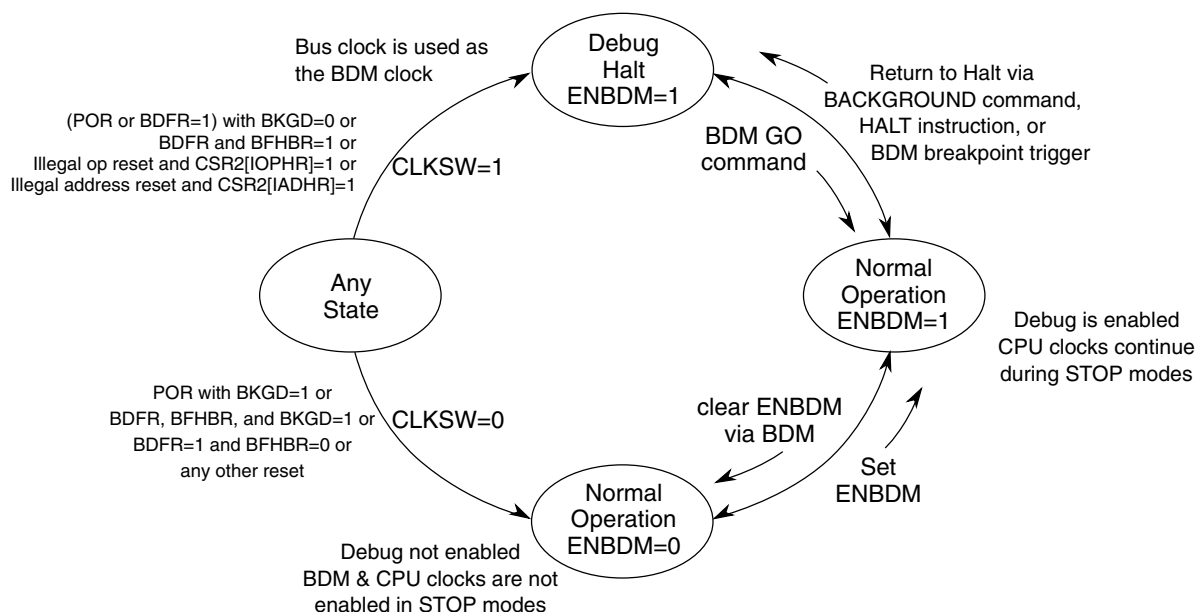 Bus clock is used as
the BDM clock
Debug
Halt
ENBDM=1
Return to Halt via
BACKGROUND command,
HALT instruction, or
BDM breakpoint trigger
(POR or BDFR=1) with BKGD=0 or
BDFR and BFHBR=1 or
Illegal op reset and CSR2[IOPHR]=1 or
Illegal address reset and CSR2[IADHR]=1
CLKSW=1
BDM GO
command
Any
State
Normal
Operation
ENBDM=1
Debug is enabled
CPU clocks continue
during STOP modes
POR with BKGD=1 or
BDFR, BFHBR, and BKGD=1 or
BDFR=1 and BFHBR=0 or
any other reset
CLKSW=0
clear ENBDM
via BDM
Set
ENBDM
Normal
Operation
ENBDM=0
Debug not enabled
BDM & CPU clocks are not
enabled in STOP modes